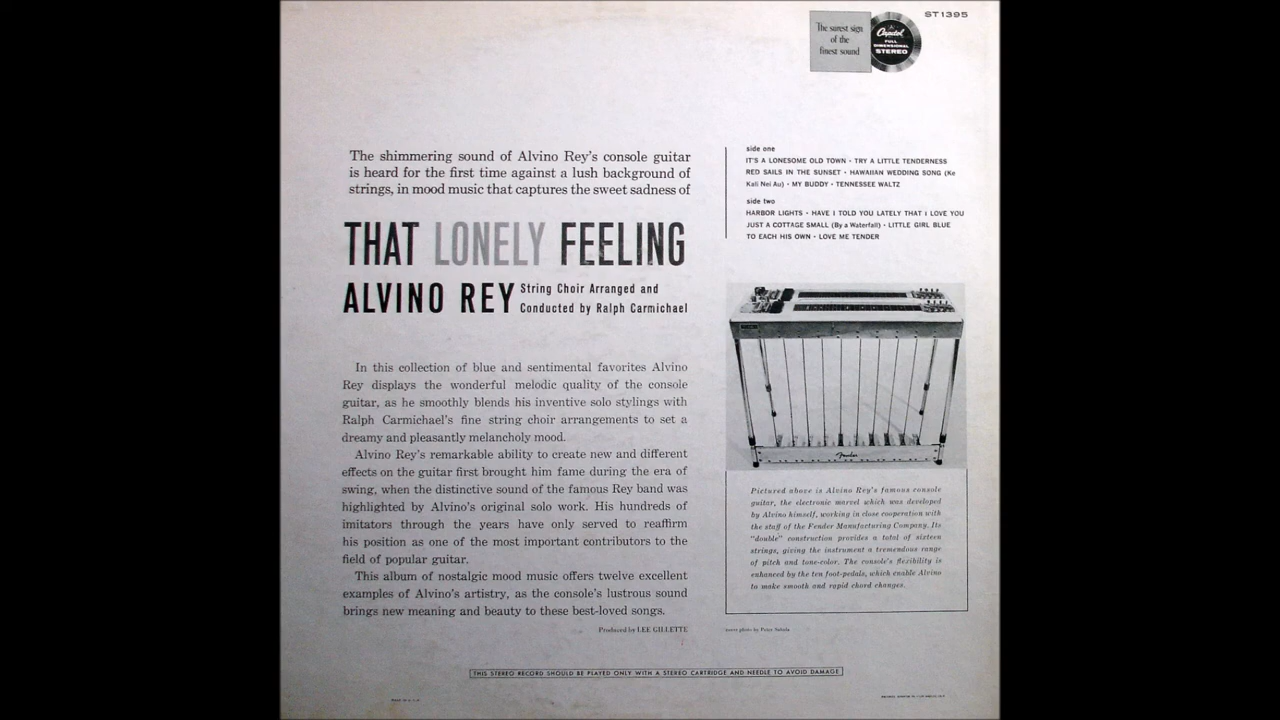 ST1395
The surest sign
of the
finest sound
Capitol
FULL
DIMENSIONAL
STEREO
The shimmering sound of Alvino Rey's console guitar
is heard for the first time against a lush background of
strings, in mood music that captures the sweet sadness of
THAT LONELY FEELING
ALVINO REY
String Choir Arranged and
Conducted by Ralph Carmichael
In this collection of blue and sentimental favorites Alvino
Rey displays the wonderful melodic quality of the console
guitar, as he smoothly blends his inventive solo stylings with
Ralph Carmichael's fine string choir arrangements to set a
dreamy and pleasantly melancholy mood.
Alvino Rey's remarkable ability to create new and different
effects on the guitar first brought him fame during the era of
swing, when the distinctive sound of the famous Rey band was
highlighted by Alvino's original solo work. His hundreds of
imitators through the years have only served to reaffirm
his position as one of the most important contributors to the
field of popular guitar.
This album of nostalgic mood music offers twelve excellent
examples of Alvino's artistry, as the console's lustrous sound
brings new meaning and beauty to these best-loved songs.
Produced by LEE GILLETTE
side one
IT'S A LONESOME OLD TOWN • TRY A LITTLE TENDERNESS
RED SAILS IN THE SUNSET • HAWAIIAN WEDDING SONG (Ke
Kali Nei Au) • MY BUDDY • TENNESSEE WALTZ
side two
HARBOR LIGHTS • HAVE I TOLD YOU LATELY THAT I LOVE YOU
JUST A COTTAGE SMALL (By a Waterfall) • LITTLE GIRL BLUE
TO EACH HIS OWN • LOVE ME TENDER
Fender
Pictured above is Alvino Rey's famous console
guitar, the electronic marvel which was developed
by Alvino himself, working in close cooperation with
the staff of the Fender Manufacturing Company. Its
"double" construction provides a total of sixteen
strings, giving the instrument a tremendous range
of pitch and tone-color. The console's flexibility is
enhanced by the ten foot-pedals, which enable Alvino
to make smooth and rapid chord changes.
cover photo by Peter
THIS STEREO RECORD SHOULD BE PLAYED ONLY WITH A STEREO CARTRIDGE AND NEEDLE TO AVOID DAMAGE